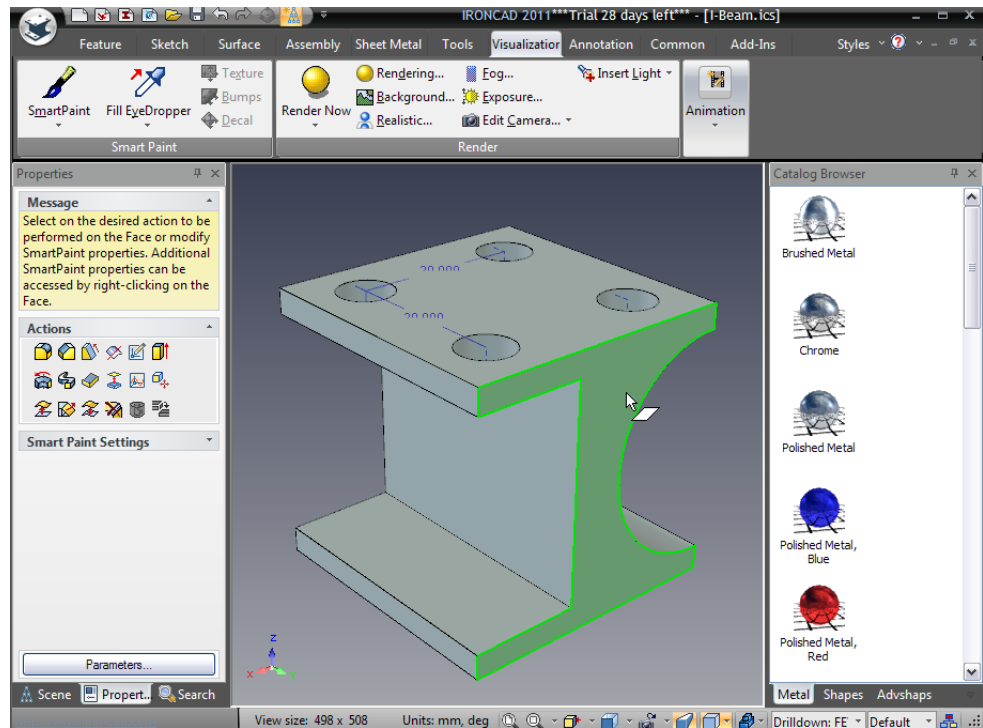 IRONCAD 2011***Trial 28 days left*** - [I-Beam.ics]
Feature Sketch Surface Assembly Sheet Metal Tools Visualizatior Annotation Common Add-Ins Styles
SmartPaint
Fill EyeDropper
Texture
Bumps
Decal
Smart Paint
Render Now
Rendering...
Background...
Realistic...
Fog...
Exposure...
Edit Camera...
Insert Light
Render
Animation
Properties
Message
Select on the desired action to be
performed on the Face or modify
SmartPaint properties. Additional
SmartPaint properties can be
accessed by right-clicking on the
Face.
Actions
Smart Paint Settings
Parameters...
Scene Propert.. Search
20.000
20.000
z
x
Y
Catalog Browser
Brushed Metal
Chrome
Polished Metal
Polished Metal,
Blue
Polished Metal,
Red
Metal Shapes Advshaps
View size: 498 x 508 Units: mm, deg Drilldown: FE Default